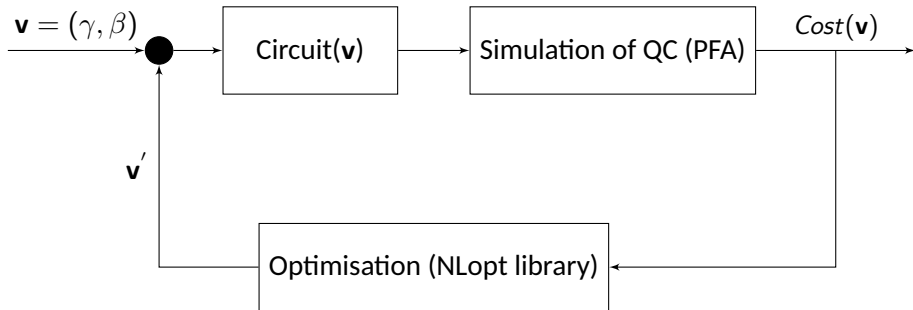 v = (γ, β)
Circuit(v)
Simulation of QC (PFA)
Cost(v)
v′
Optimisation (NLopt library)